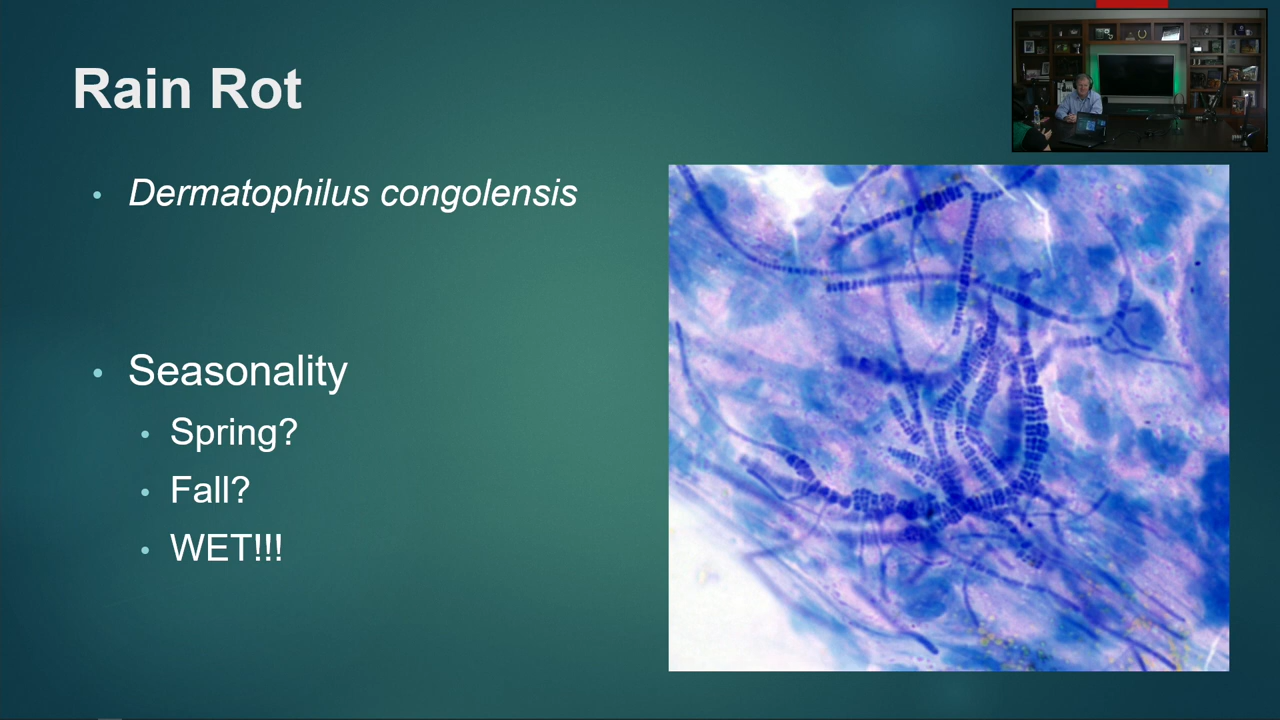 Rain Rot
Dermatophilus congolensis
Seasonality
Spring?
Fall?
WET!!!